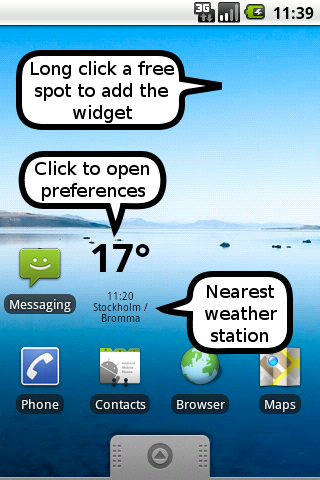 3G
11:39
Long click a free
spot to add the
widget
Click to open
preferences
17°
11:20
Stockholm /
Bromma
Nearest
weather
station
Messaging
Phone
Contacts
Browser
Maps